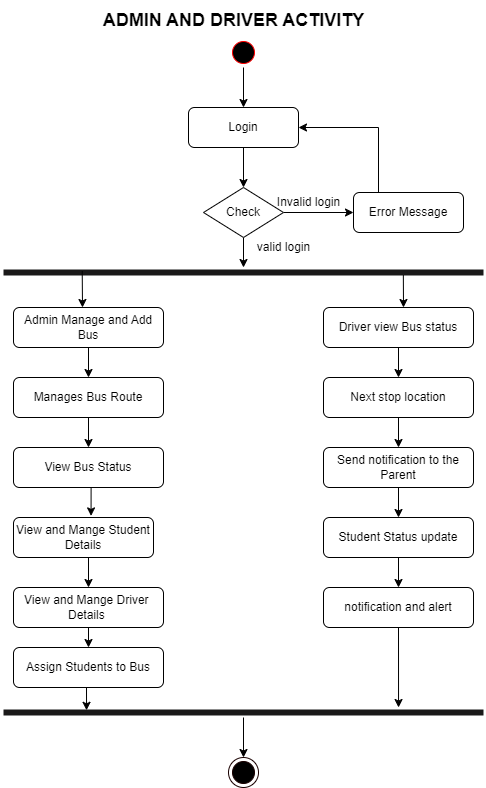 ADMIN AND DRIVER ACTIVITY
Login
Check
Invalid login
Error Message
valid login
Admin Manage and Add
Bus
Manages Bus Route
View Bus Status
View and Mange Student
Details
View and Mange Driver
Details
Assign Students to Bus
Driver view Bus status
Next stop location
Send notification to the
Parent
Student Status update
notification and alert